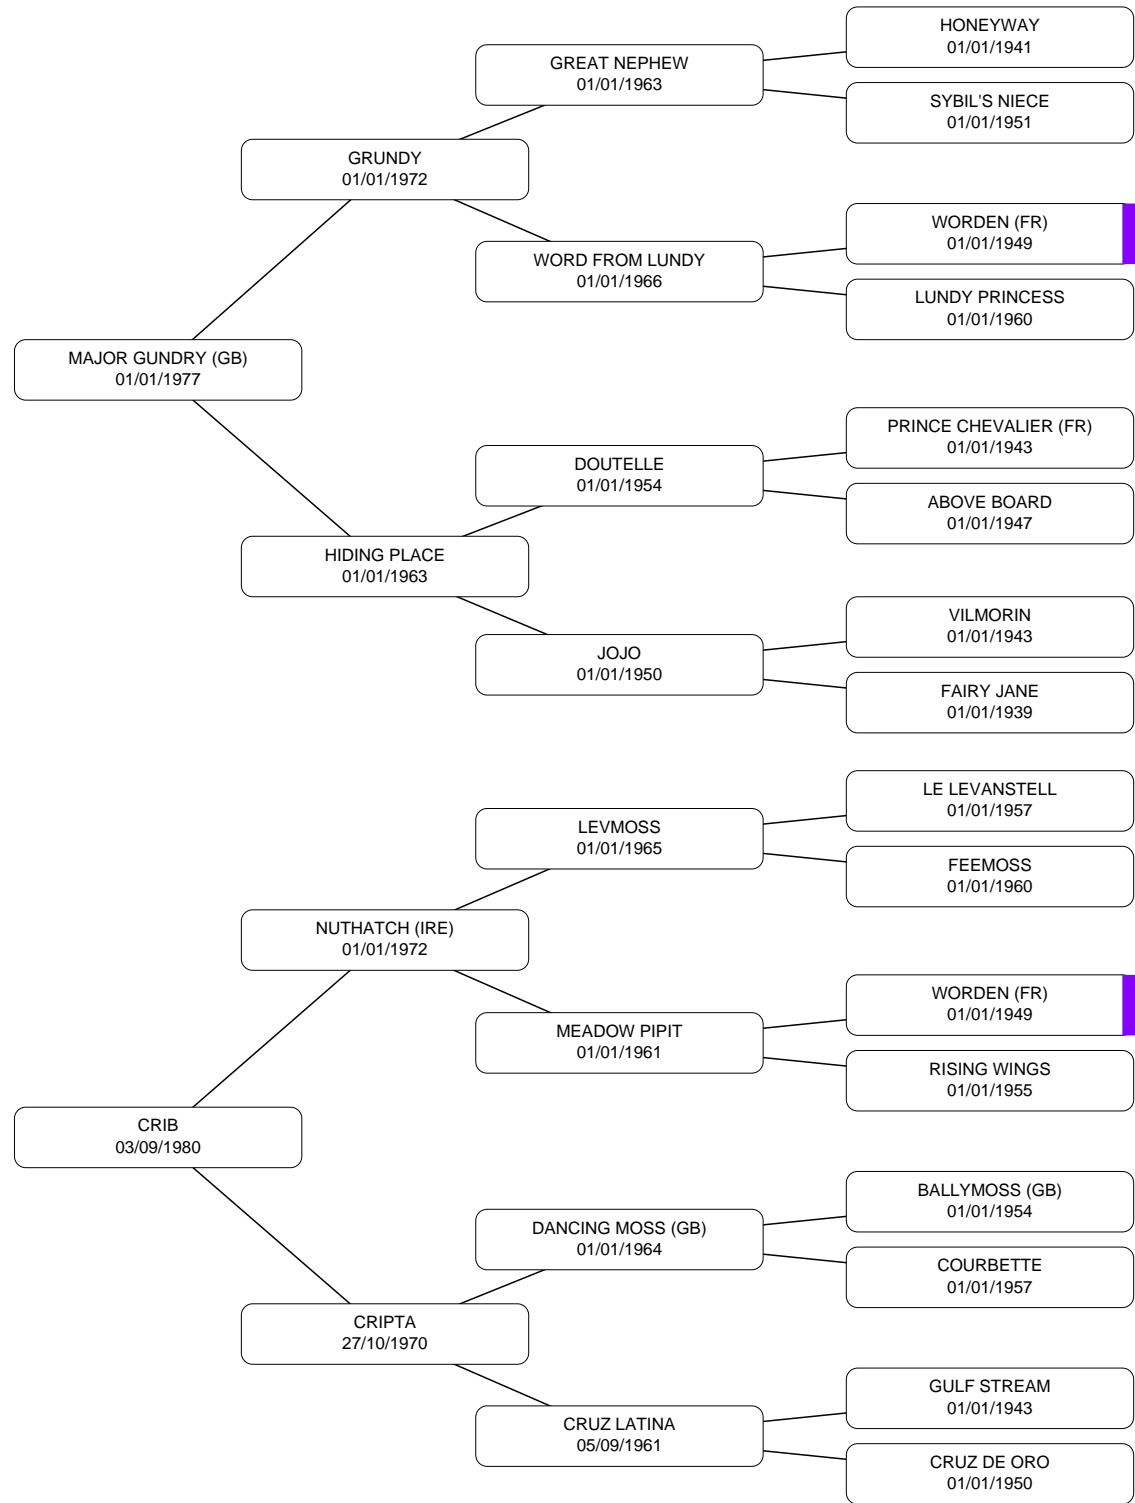 HONEYWAY
01/01/1941
GREAT NEPHEW
01/01/1963
SYBIL'S NIECE
01/01/1951
GRUNDY
01/01/1972
WORDEN (FR)
01/01/1949
WORD FROM LUNDY
01/01/1966
LUNDY PRINCESS
01/01/1960
MAJOR GUNDRY (GB)
01/01/1977
PRINCE CHEVALIER (FR)
01/01/1943
DOUTELLE
01/01/1954
ABOVE BOARD
01/01/1947
HIDING PLACE
01/01/1963
VILMORIN
01/01/1943
JOJO
01/01/1950
FAIRY JANE
01/01/1939
LE LEVANSTELL
01/01/1957
LEVMOSS
01/01/1965
FEEMOSS
01/01/1960
NUTHATCH (IRE)
01/01/1972
WORDEN (FR)
01/01/1949
MEADOW PIPIT
01/01/1961
RISING WINGS
01/01/1955
CRIB
03/09/1980
BALLYMOSS (GB)
01/01/1954
DANCING MOSS (GB)
01/01/1964
COURBETTE
01/01/1957
CRIPTA
27/10/1970
GULF STREAM
01/01/1943
CRUZ LATINA
05/09/1961
CRUZ DE ORO
01/01/1950